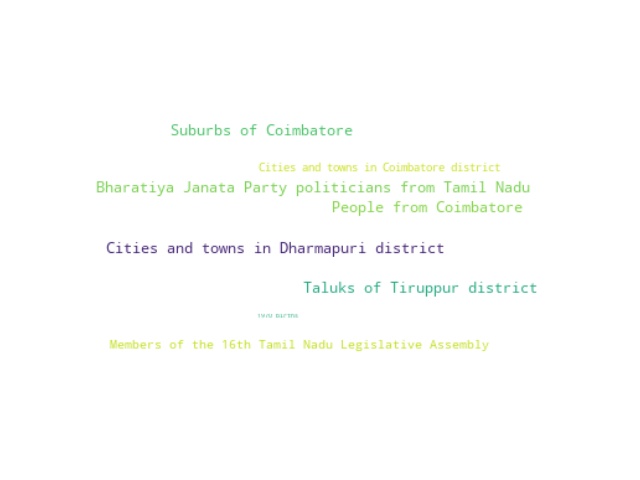 Suburbs of Coimbatore
Cities and towns in Coimbatore district
Bharatiya Janata Party politicians from Tamil Nadu
People from Coimbatore
Cities and towns in Dharmapuri district
Taluks of Tiruppur district
births
Members of the 16th Tamil Nadu Legislative Assembly